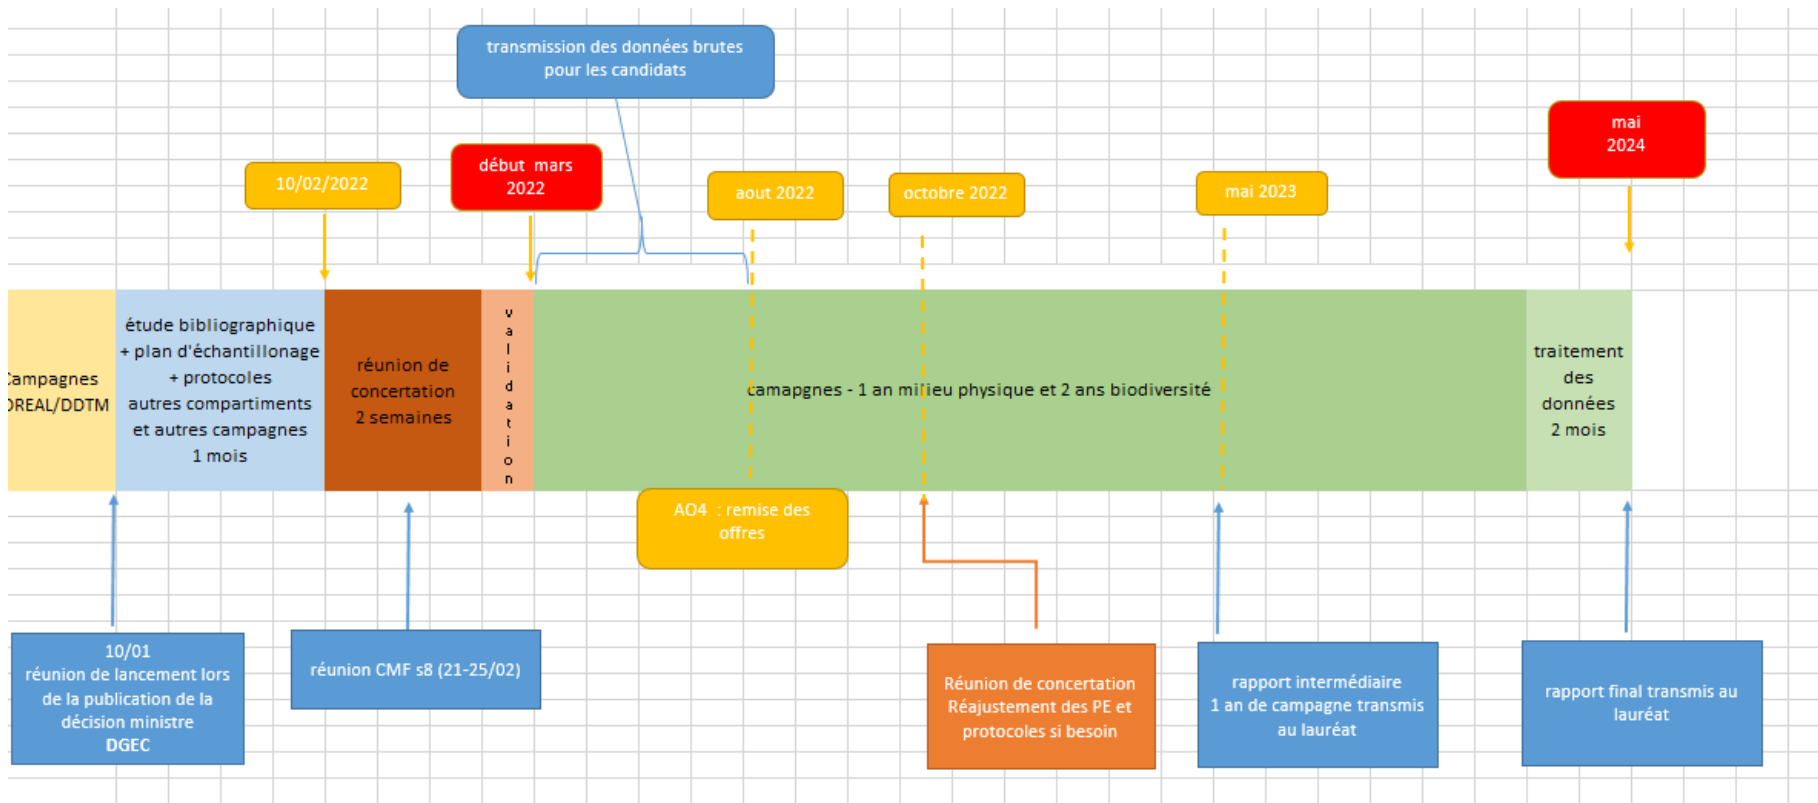 transmission des données brutes
pour les candidats
mai
2024
début mars
2022
10/02/2022
aout 2022
octobre 2022
mai 2023
Campagnes
DREAL/DDTM
étude bibliographique
+ plan d'échantillonage
+ protocoles
autres compartiments
et autres campagnes
1 mois
réunion de
concertation
2 semaines
validation
camapgnes - 1 an milieu physique et 2 ans biodiversité
traitement
des
données
2 mois
AO4 : remise des
offres
10/01
réunion de lancement lors
de la publication de la
décision ministre
DGEC
réunion CMF s8 (21-25/02)
Réunion de concertation
Réajustement des PE et
protocoles si besoin
rapport intermédiaire
1 an de campagne transmis
au lauréat
rapport final transmis au
lauréat